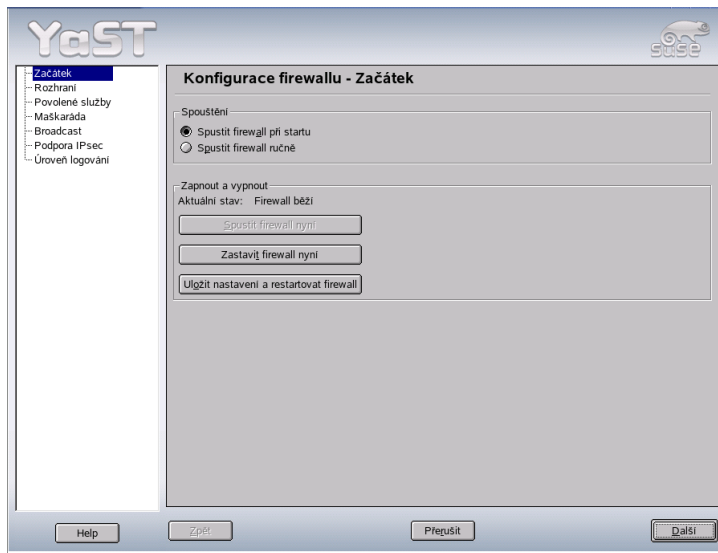 YaST
suse
Začátek
Rozhraní
Povolené služby
Maškaráda
Broadcast
Podpora IPsec
Úroveň logování
Konfigurace firewallu - Začátek
Spouštění
Spustit firewall při startu
Spustit firewall ručně
Zapnout a vypnout
Aktuální stav: Firewall běží
Spustit firewall nyní
Zastavit firewall nyní
Uložit nastavení a restartovat firewall
Help
Zpět
Přerušit
Další